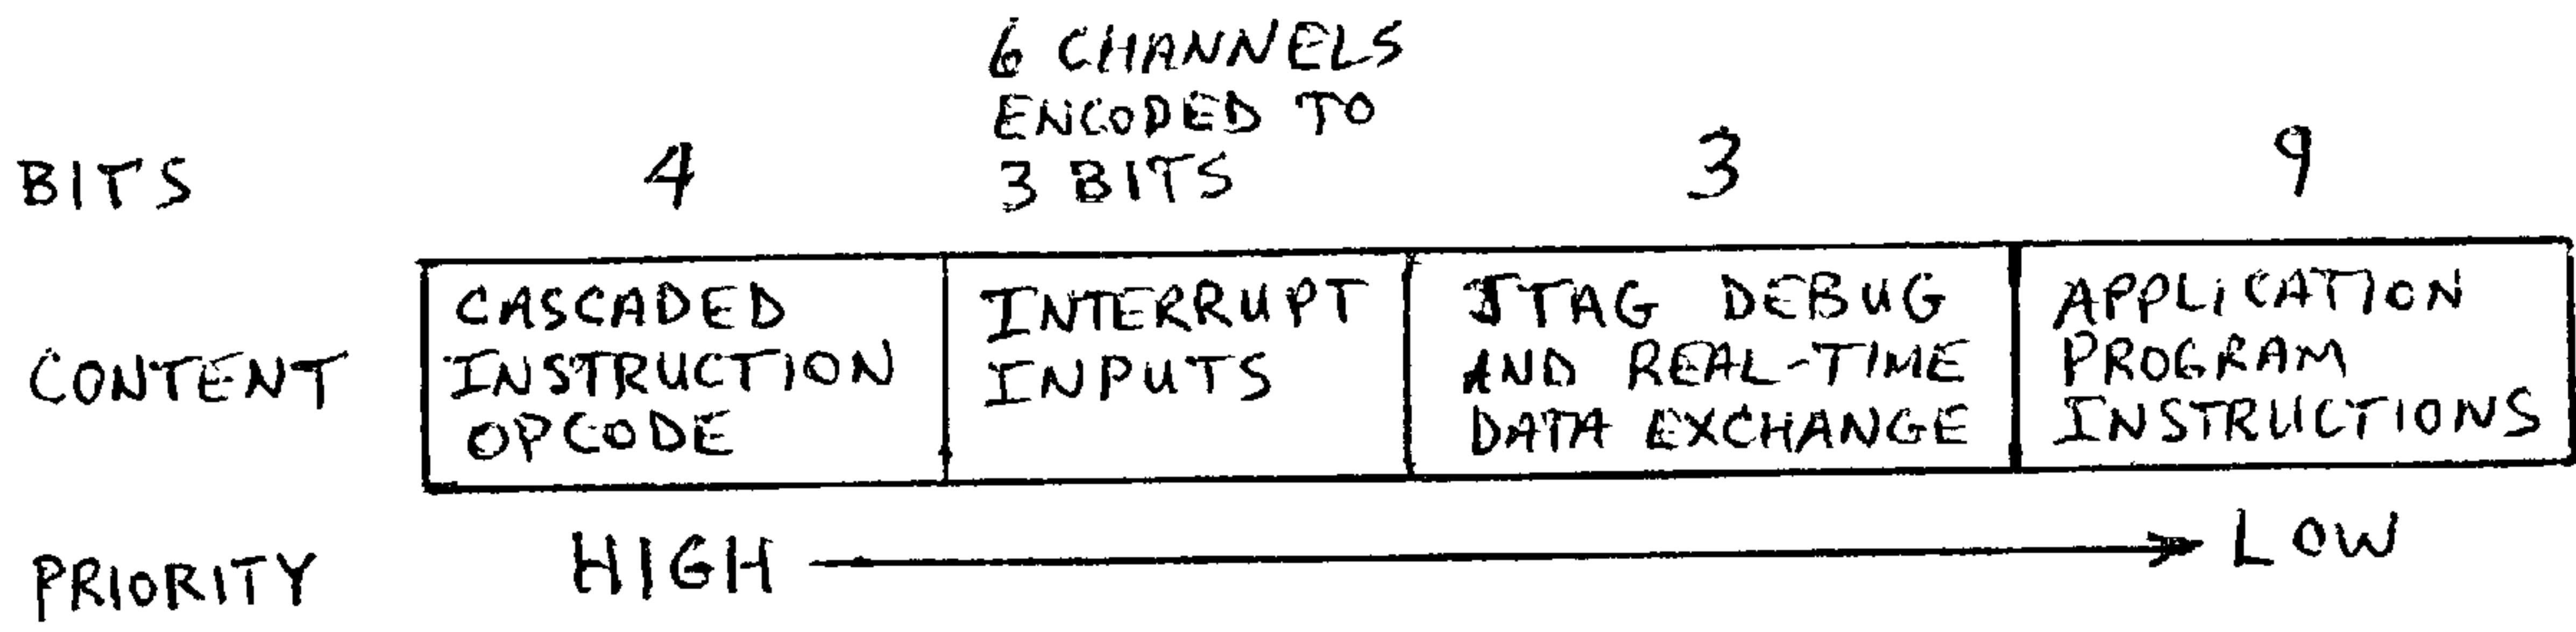 6 CHANNELS
ENCODED TO
BITS 4 3 BITS 3 9
CONTENT
CASCADED
INSTRUCTION
OPCODE
INTERRUPT
INPUTS
JTAG DEBUG
AND REAL-TIME
DATA EXCHANGE
APPLICATION
PROGRAM
INSTRUCTIONS
PRIORITY HIGH LOW